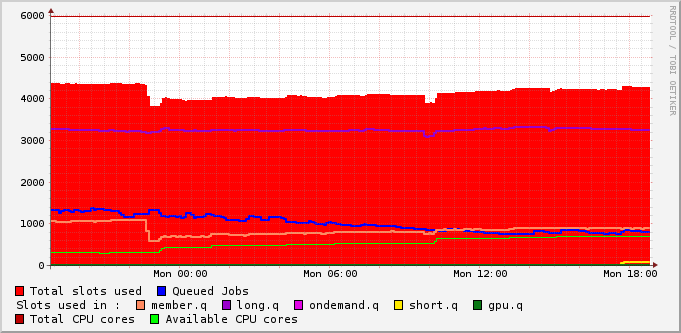 RRDTOOL / TOBI OETIKER
6000
5000
4000
3000
2000
1000
0
Mon 00:00 Mon 06:00 Mon 12:00 Mon 18:00
Total slots used Queued Jobs
Slots used in : member.q long.q ondemand.q short.q gpu.q
Total CPU cores Available CPU cores